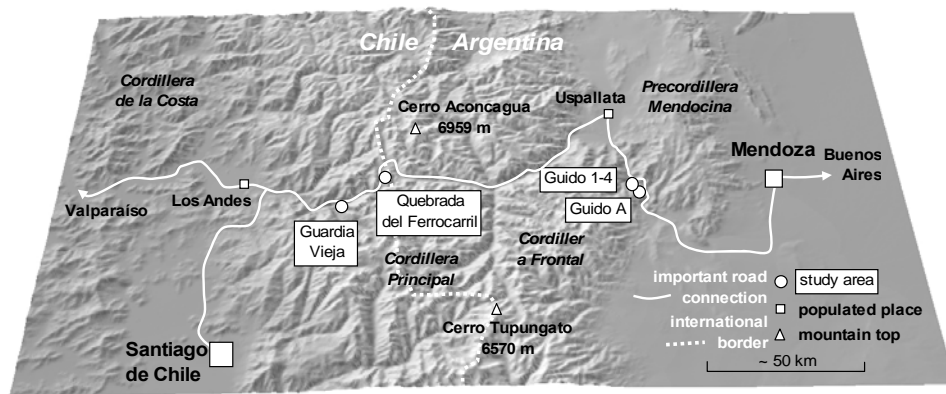 Chile Argentina
Cordillera
de la Costa
Cerro Aconcagua
6959 m
Uspallata
Precordillera
Mendocina
Mendoza
Buenos
Aires
Valparaíso
Los Andes
Guardia
Vieja
Quebrada
del Ferrocarril
Guido 1-4
Guido A
Cordillera
Principal
Cordiller
a Frontal
Cerro Tupungato
6570 m
Santiago
de Chile
important road
connection
international
border
study area
populated place
mountain top
~ 50 km